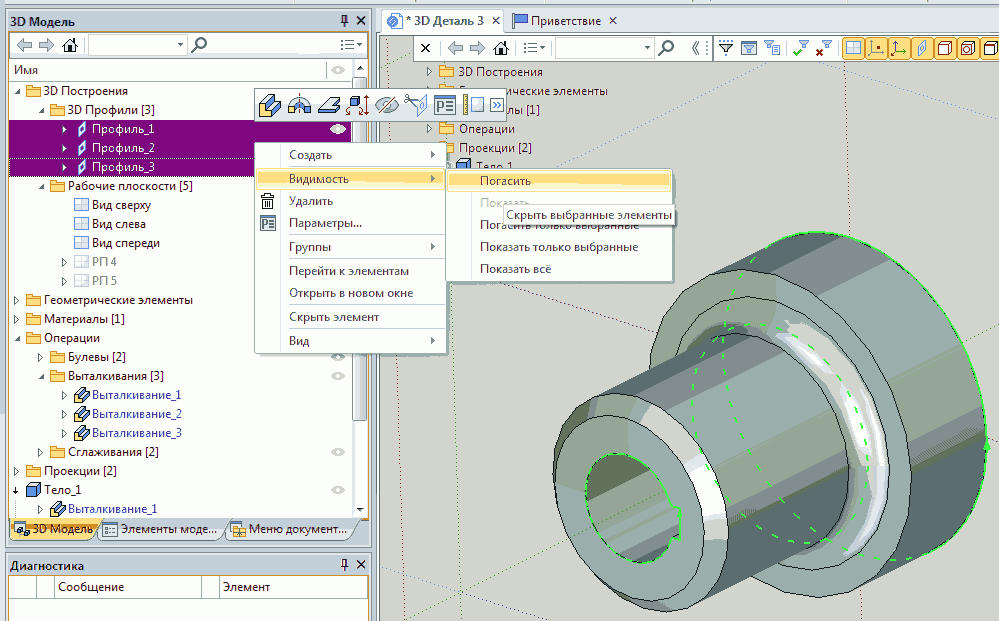 3D Модель
Имя
3D Построения
3D Профили [3]
Профиль_1
Профиль_2
Профиль_3
Рабочие плоскости [5]
Вид сверху
Вид слева
Вид спереди
РП 4
РП 5
Геометрические элементы
Материалы [1]
Операции
Булевы [2]
Выталкивания [3]
Выталкивание_1
Выталкивание_2
Выталкивание_3
Сглаживания [2]
Проекции [2]
Тело_1
Выталкивание_1
3D Модель
Элементы моде...
Меню документ...
Диагностика
Сообщение
Элемент
Создать
Видимость
Удалить
Параметры...
Группы
Перейти к элементам
Открыть в новом окне
Скрыть элемент
Вид
Погасить
Показать
Скрыть выбранные элементы
Погасить только выбранные
Показать только выбранные
Показать всё
* 3D Деталь 3
Приветствие
3D Построения
элементы
[1]
Операции
Проекции [2]
Тело_1